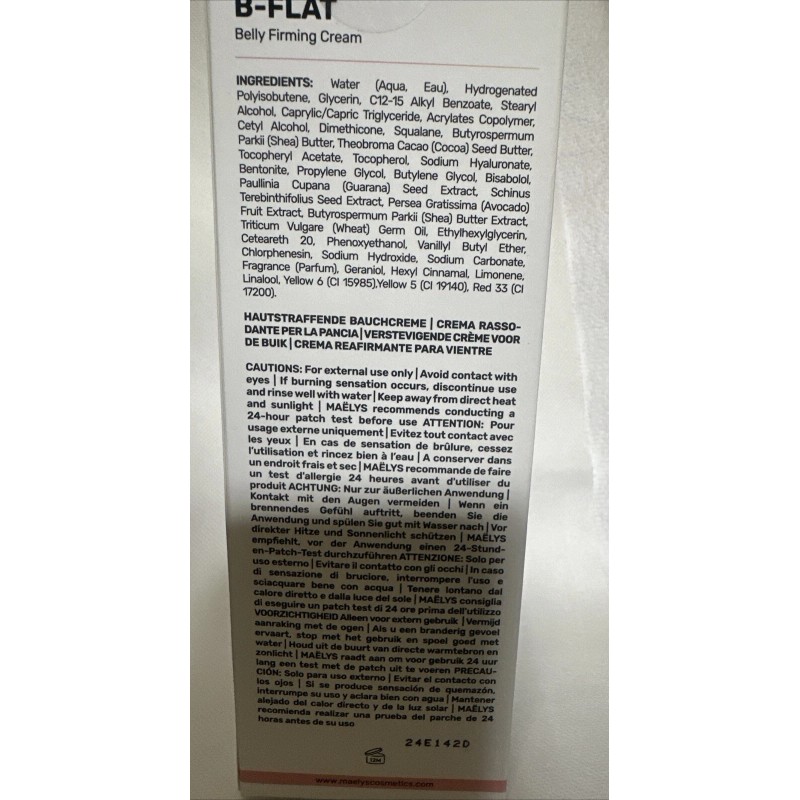 B-FLAT
Belly Firming Cream
INGREDIENTS: Water (Aqua, Eau), Hydrogenated
Polyisobutene, Glycerin, C12-15 Alkyl Benzoate, Stearyl
Alcohol, Caprylic/Capric Triglyceride, Acrylates Copolymer,
Cetyl Alcohol, Dimethicone, Squalane, Butyrospermum
Parkii (Shea) Butter, Theobroma Cacao (Cocoa) Seed Butter,
Tocopheryl Acetate, Tocopherol, Sodium Hyaluronate,
Bentonite, Propylene Glycol, Butylene Glycol, Bisabolol,
Paullinia Cupana (Guarana) Seed Extract, Schinus
Terebinthifolius Seed Extract, Persea Gratissima (Avocado)
Fruit Extract, Butyrospermum Parkii (Shea) Butter Extract,
Triticum Vulgare (Wheat) Germ Oil, Ethylhexylglycerin,
Ceteareth 20, Phenoxyethanol, Vanillyl Butyl Ether,
Chlorphenesin, Sodium Hydroxide, Sodium Carbonate,
Fragrance (Parfum), Geraniol, Hexyl Cinnamal, Limonene,
Linalool, Yellow 6 (CI 15985),Yellow 5 (CI 19140), Red 33 (CI
17200).
HAUTSTRAFFENDE BAUCHCREME | CREMA RASSO-
DANTE PER LA PANCIA | VERSTEVIGENDE CRÈME VOOR
DE BUIK | CREMA REAFIRMANTE PARA VIENTRE
CAUTIONS: For external use only | Avoid contact with
eyes | If burning sensation occurs, discontinue use
and rinse well with water | Keep away from direct heat
and sunlight | MAËLYS recommends conducting a
24-hour patch test before use ATTENTION: Pour
usage externe uniquement | Evitez tout contact avec
les yeux | En cas de sensation de brûlure, cessez
l'utilisation et rincez bien à l'eau | A conserver dans
un endroit frais et sec | MAËLYS recommande de faire
un test d'allergie 24 heures avant d'utiliser du
produit ACHTUNG: Nur zur äußerlichen Anwendung |
Kontakt mit den Augen vermeiden | Wenn ein
brennendes Gefühl auftritt, beenden Sie die
Anwendung und spülen Sie gut mit Wasser nach | Vor
direkter Hitze und Sonnenlicht schützen | MAËLYS
empfiehlt, vor der Anwendung einen 24-Stund-
en-Patch-Test durchzuführen ATTENZIONE: Solo per
uso esterno | Evitare il contatto con gli occhi | In caso
di sensazione di bruciore, interrompere l'uso e
sciacquare bene con acqua | Tenere lontano dal
calore diretto e dalla luce del sole | MAËLYS consiglia
di eseguire un patch test di 24 ore prima dell'utilizzo
VOORZICHTIGHEID Alleen voor extern gebruik | Vermijd
aanraking met de ogen | Als u een branderig gevoel
ervaart, stop met het gebruik en spoel goed met
water | Houd uit de buurt van directe warmtebron en
zonlicht | MAËLYS raadt aan om voor gebruik 24 uur
lang een test met de patch uit te voeren PRECAU-
CIÓN: Solo para uso externo | Evitar el contacto con
los ojos | Si se produce sensación de quemazón,
interrumpe su uso y aclara bien con agua | Mantener
alejado del calor directo y de la luz solar | MAËLYS
recomienda realizar una prueba del parche de 24
horas antes de su uso
24E142D
12M
www.maelyscosmetics.com